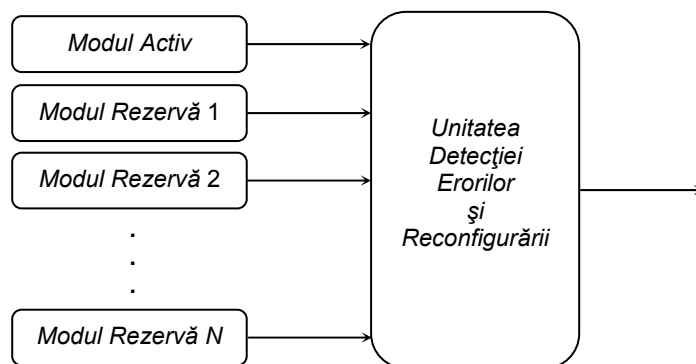 Modul Activ
Modul Rezervă 1
Modul Rezervă 2
.
.
.
Modul Rezervă N
Unitatea
Detecţiei
Erorilor
şi
Reconfigurării